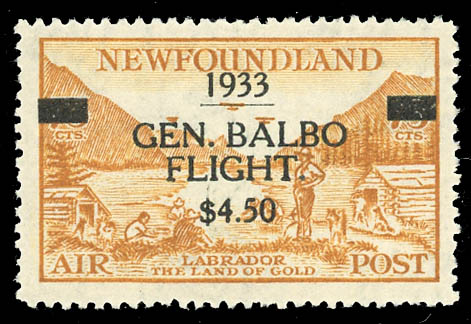 NEWFOUNDLAND
1933
CTS. CTS.
GEN. BALBO
FLIGHT.
$4.50
AIR LABRADOR POST
THE LAND OF GOLD